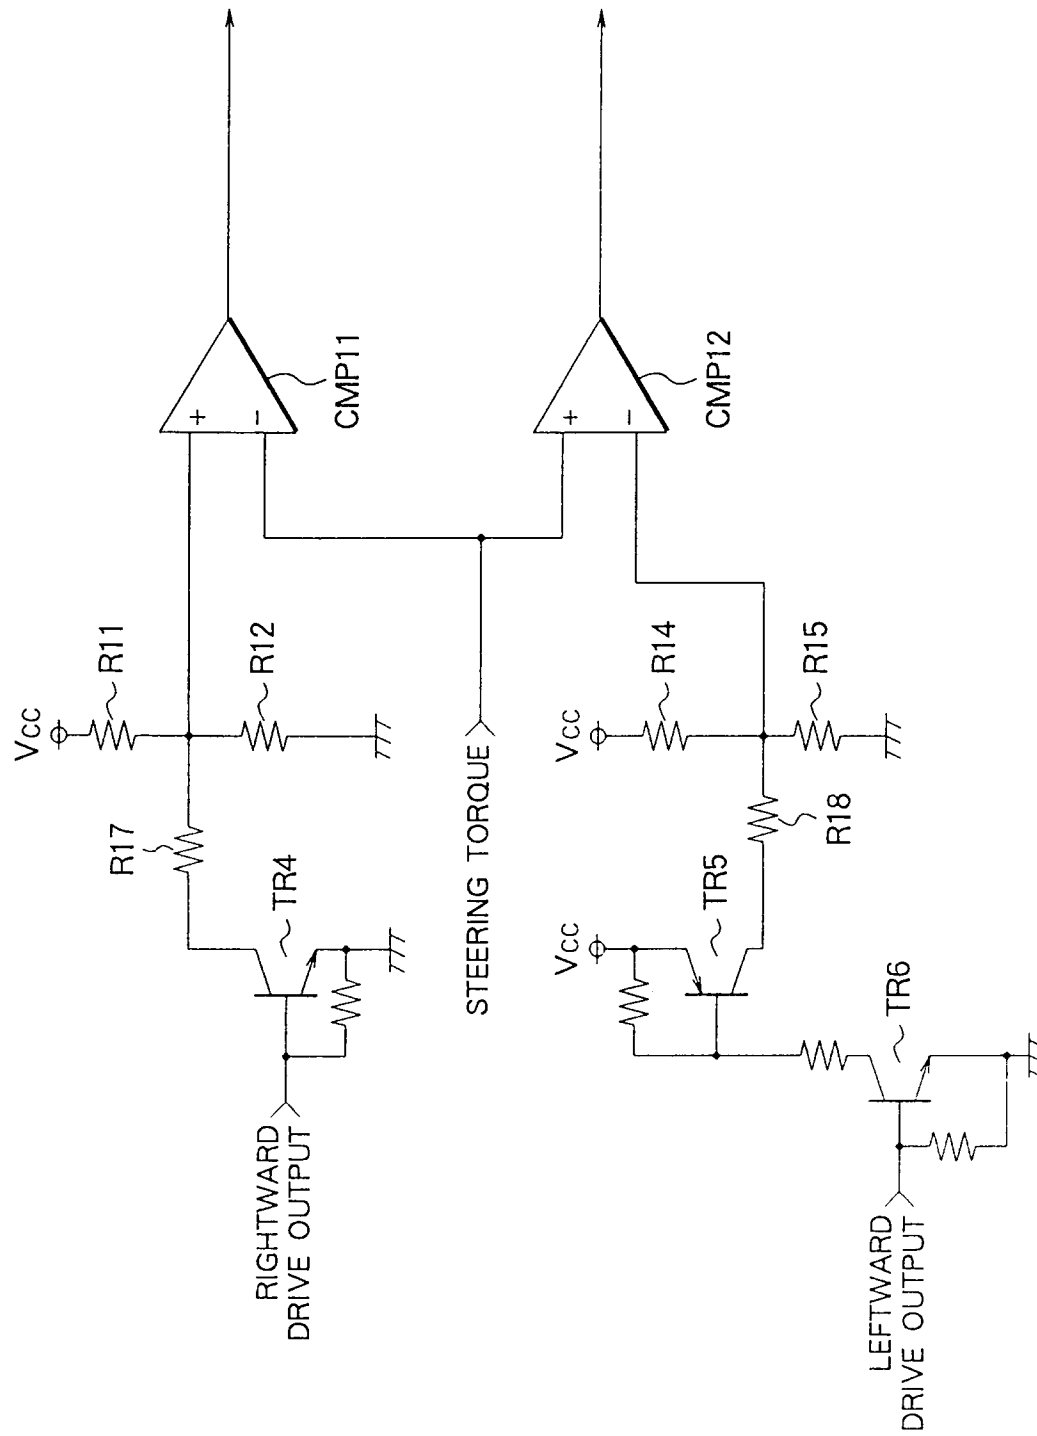 Vcc
R11
R12
R17
TR4
RIGHTWARD
DRIVE OUTPUT
+
−
CMP11
STEERING TORQUE
+
−
CMP12
Vcc
R14
R15
R18
Vcc
TR5
TR6
LEFTWARD
DRIVE OUTPUT